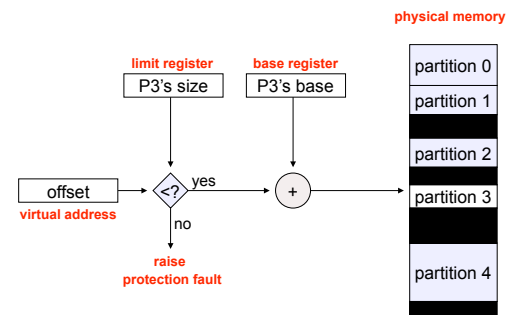 physical memory
limit register
base register
P3's size
P3's base
partition 0
partition 1
partition 2
offset
<?
yes
+
partition 3
virtual address
no
raise
protection fault
partition 4